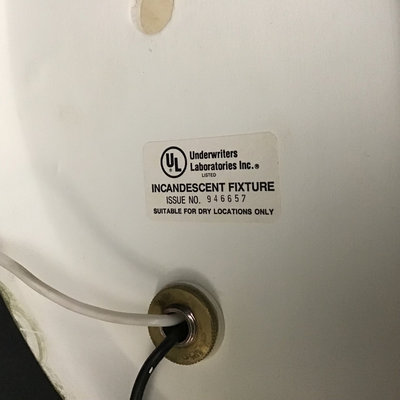 UL
Underwriters
Laboratories Inc.®
LISTED
INCANDESCENT FIXTURE
ISSUE NO. 946657
SUITABLE FOR DRY LOCATIONS ONLY